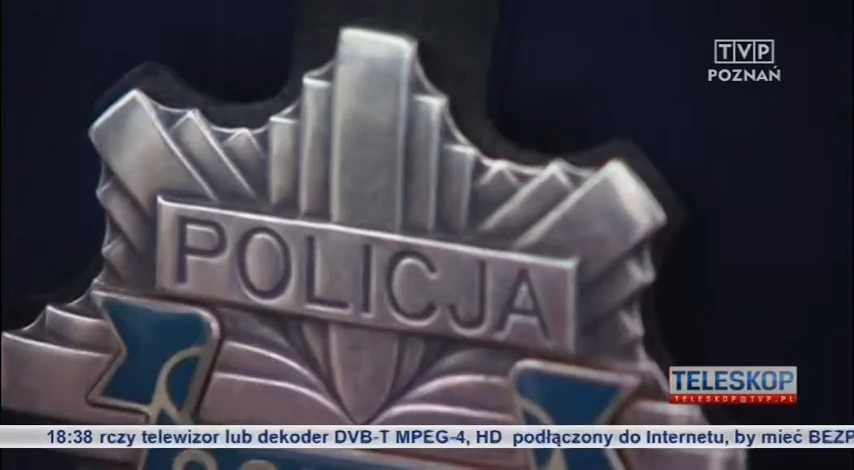 TVP
POZNAŃ
POLICJA
TELESKOP
TELESKOP@TVP.PL
18:38 rczy telewizor lub dekoder DVB-T MPEG-4, HD podłączony do Internetu, by mieć BEZP